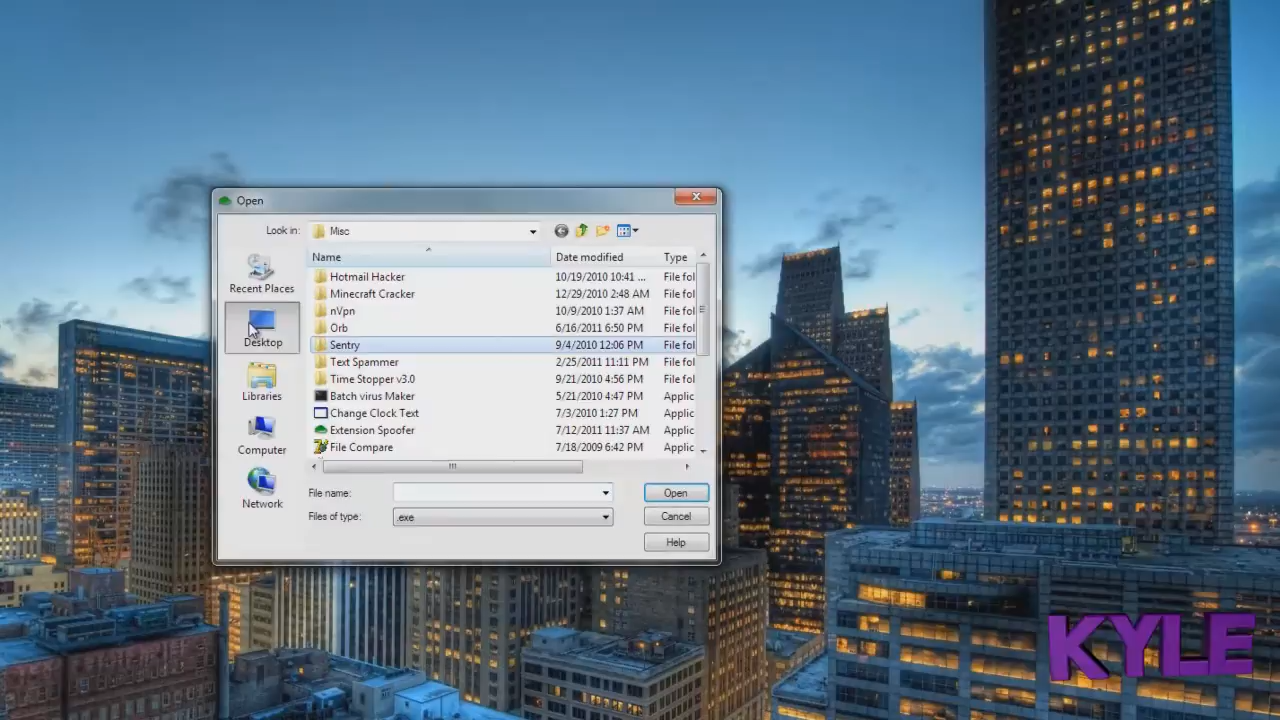 Open
Look in: Misc
Name Date modified Type
Hotmail Hacker 10/19/2010 10:41 ... File fol
Minecraft Cracker 12/29/2010 2:48 AM File fol
nVpn 10/9/2010 1:37 AM File fol
Orb 6/16/2011 6:50 PM File fol
Sentry 9/4/2010 12:06 PM File fol
Text Spammer 2/25/2011 11:11 PM File fol
Time Stopper v3.0 9/21/2010 4:56 PM File fol
Batch virus Maker 5/21/2010 4:47 PM Applic
Change Clock Text 7/3/2010 1:27 PM Applic
Extension Spoofer 7/12/2011 11:37 AM Applic
File Compare 7/18/2009 6:42 PM Applic
Recent Places
Desktop
Libraries
Computer
Network
File name: Open
Files of type: .exe Cancel
Help
KYLE